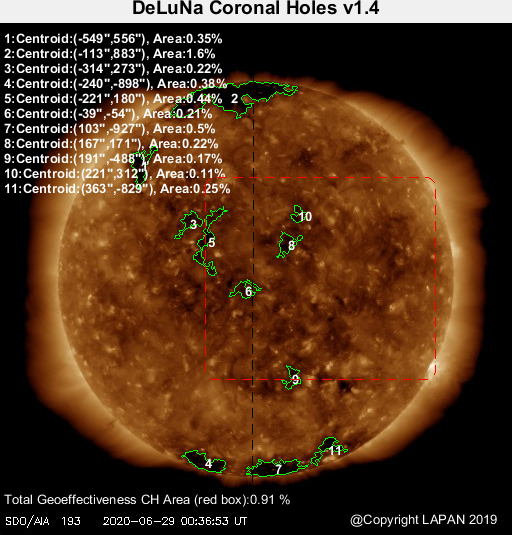 DeLuNa Coronal Holes v1.4
1:Centroid:(-549",556"), Area:0.35%
2:Centroid:(-113",883"), Area:1.6%
3:Centroid:(-314",273"), Area:0.22%
4:Centroid:(-240",-898"), Area:0.38%
5:Centroid:(-221",180"), Area:0.44%
6:Centroid:(-39",-54"), Area:0.21%
7:Centroid:(103",-927"), Area:0.5%
8:Centroid:(167",171"), Area:0.22%
9:Centroid:(191",-488"), Area:0.17%
10:Centroid:(221",312"), Area:0.11%
11:Centroid:(363",-829"), Area:0.25%
2
1
10
3
5
8
6
9
11
4
7
Total Geoeffectiveness CH Area (red box):0.91 %
SDO/AIA 193 2020-06-29 00:36:53 UT
@Copyright LAPAN 2019